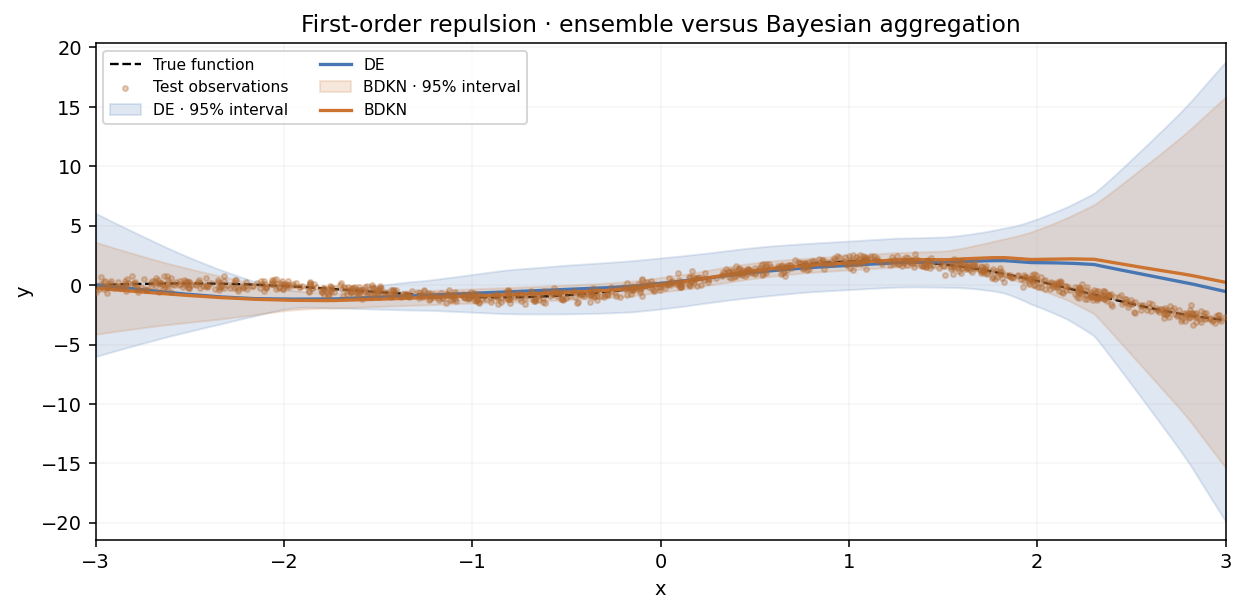 First-order repulsion · ensemble versus Bayesian aggregation
True function
Test observations
DE · 95% interval
DE
BDKN · 95% interval
BDKN
y
20
15
10
5
0
−5
−10
−15
−20
−3
−2
−1
0
1
2
3
x